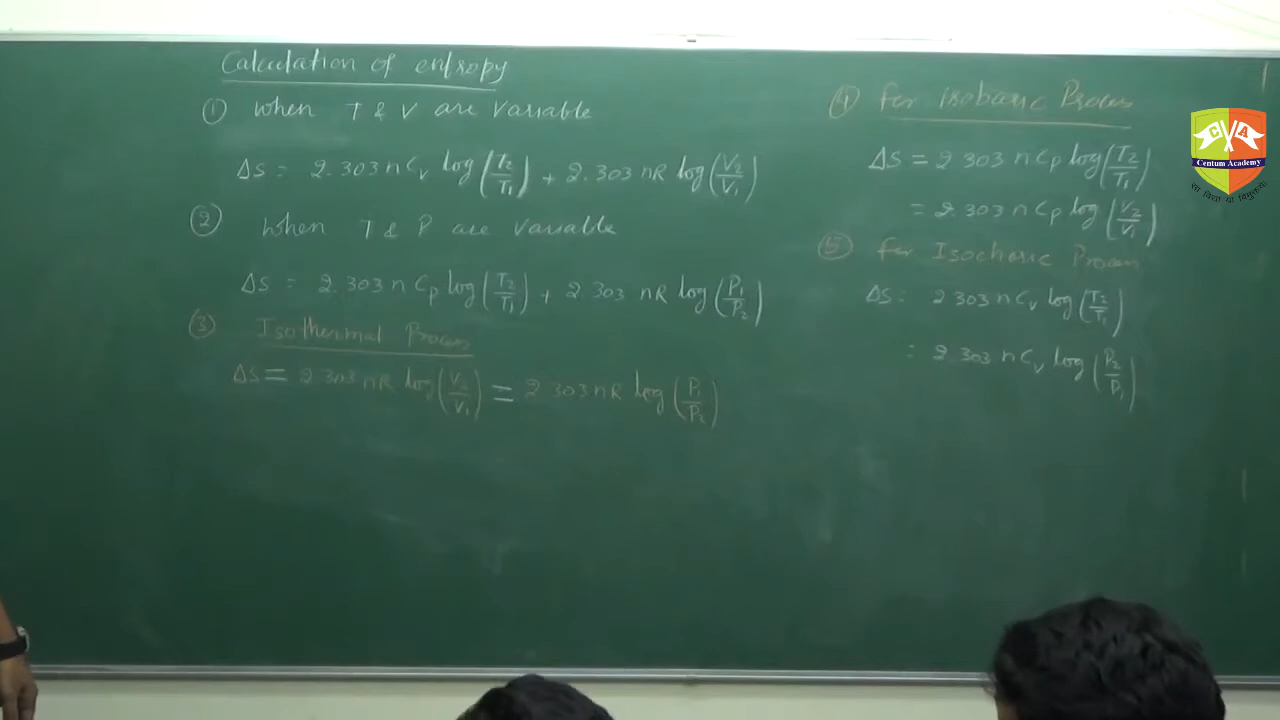 Calculation of entropy
① When T & V are Variable
ΔS = 2.303 n Cv log (T2/T1) + 2.303 nR log (V2/V1)
② When T & P are Variable
ΔS = 2.303 n Cp log (T2/T1) + 2.303 nR log (P1/P2)
③ Isothermal Process
ΔS = 2.303 nR log (V2/V1) = 2.303 nR log (P1/P2)
④ For isobaric Process
ΔS = 2.303 n Cp log (T2/T1)
= 2.303 n Cp log (V2/V1)
⑤ For Isochoric Process
ΔS = 2.303 n Cv log (T2/T1)
= 2.303 n Cv log (P2/P1)
C A
Centum Academy
सा विद्या या विमुक्तये